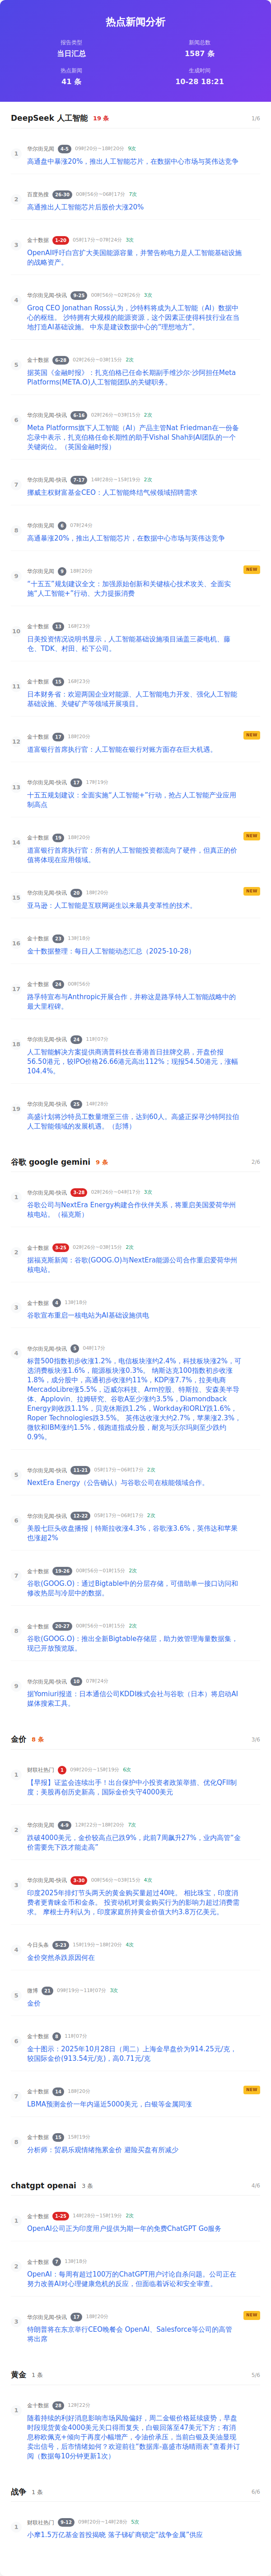 热点新闻分析
报告类型
新闻总数
当日汇总
1587 条
热点新闻
生成时间
41 条
10-28 18:21
DeepSeek 人工智能 19 条 1/6
1 华尔街见闻 4-5 09时20分~18时20分 9次
高通盘中暴涨20%，推出人工智能芯片，在数据中心市场与英伟达竞争
2 百度热搜 26-30 00时56分~06时17分 7次
高通推出人工智能芯片后股价大涨20%
3 金十数据 1-20 05时17分~07时24分 3次
OpenAI呼吁白宫扩大美国能源容量，并警告称电力是人工智能基础设施
的战略资产。
4 华尔街见闻-快讯 9-25 00时56分~02时26分 3次
Groq CEO Jonathan Ross认为，沙特料将成为人工智能（AI）数据中
心的枢纽。 沙特拥有大规模的能源资源，这个因素正使得科技行业在当
地打造AI基础设施。 中东是建设数据中心的“理想地方”。
5 金十数据 6-28 02时26分~03时15分 2次
据英国《金融时报》：扎克伯格已任命长期副手维沙尔·沙阿担任Meta
Platforms(META.O)人工智能团队的关键职务。
6 华尔街见闻-快讯 6-16 02时26分~03时15分 2次
Meta Platforms旗下人工智能（AI）产品主管Nat Friedman在一份备
忘录中表示，扎克伯格任命长期性的助手Vishal Shah到AI团队的一个
关键岗位。（英国金融时报）
7 华尔街见闻-快讯 7-17 14时28分~15时19分 2次
挪威主权财富基金CEO：人工智能终结气候领域招聘需求
8 华尔街见闻 6 07时24分
高通暴涨20%，推出人工智能芯片，在数据中心市场与英伟达竞争
9 华尔街见闻 9 18时20分 NEW
“十五五”规划建议全文：加强原始创新和关键核心技术攻关、全面实
施“人工智能+”行动、大力提振消费
10 金十数据 13 16时23分
日美投资情况说明书显示，人工智能基础设施项目涵盖三菱电机、藤
仓、TDK、村田、松下公司。
11 金十数据 15 16时23分
日本财务省：欢迎两国企业对能源、人工智能电力开发、强化人工智能
基础设施、关键矿产等领域开展项目。
12 金十数据 17 18时20分 NEW
道富银行首席执行官：人工智能在银行对账方面存在巨大机遇。
13 华尔街见闻-快讯 17 17时19分
十五五规划建议：全面实施“人工智能+”行动，抢占人工智能产业应用
制高点
14 金十数据 19 18时20分 NEW
道富银行首席执行官：所有的人工智能投资都流向了硬件，但真正的价
值将体现在应用领域。
15 华尔街见闻-快讯 20 18时20分 NEW
亚马逊：人工智能是互联网诞生以来最具变革性的技术。
16 金十数据 23 13时18分
金十数据整理：每日人工智能动态汇总（2025-10-28）
17 金十数据 24 00时56分
路孚特宣布与Anthropic开展合作，并称这是路孚特人工智能战略中的
最大里程碑。
18 华尔街见闻-快讯 24 11时07分
人工智能解决方案提供商滴普科技在香港首日挂牌交易，开盘价报
56.50港元，较IPO价格26.66港元高出112%；现报54.50港元，涨幅
104.4%。
19 华尔街见闻-快讯 25 14时28分
高盛计划将沙特员工数量增至三倍，达到60人。高盛正探寻沙特阿拉伯
人工智能领域的发展机遇。（彭博）
谷歌 google gemini 9 条 2/6
1 华尔街见闻-快讯 3-28 02时26分~04时17分 3次
谷歌公司与NextEra Energy构建合作伙伴关系，将重启美国爱荷华州
核电站。（福克斯）
2 金十数据 3-25 02时26分~03时15分 2次
据福克斯新闻：谷歌(GOOG.O)与NextEra能源公司合作重启爱荷华州
核电站。
3 金十数据 4 13时18分
谷歌宣布重启一核电站为AI基础设施供电
4 华尔街见闻-快讯 5 04时17分
标普500指数初步收涨1.2%，电信板块涨约2.4%，科技板块涨2%，可
选消费板块涨1.6%，能源板块涨0.3%。 纳斯达克100指数初步收涨
1.8%，成分股中，高通初步收涨约11%，KDP涨7.7%，拉美电商
MercadoLibre涨5.5%，迈威尔科技、Arm控股、特斯拉、安森美半导
体、Applovin、拉姆研究、谷歌A至少涨约3.5%，Diamondback
Energy则收跌1.1%，贝克休斯跌1.2%，Workday和ORLY跌1.6%，
Roper Technologies跌3.5%。 英伟达收涨大约2.7%，苹果涨2.3%，
微软和IBM涨约1.5%，领跑道指成分股，耐克与沃尔玛则至少跌约
0.9%。
5 华尔街见闻-快讯 11-21 05时17分~06时17分 2次
NextEra Energy（公告确认）与谷歌公司在核能领域合作。
6 华尔街见闻-快讯 12-22 05时17分~06时17分 2次
美股七巨头收盘播报｜特斯拉收涨4.3%，谷歌涨3.6%，英伟达和苹果
也涨超2%
7 金十数据 19-26 00时56分~01时15分 2次
谷歌(GOOG.O)：通过Bigtable中的分层存储，可借助单一接口访问和
修改热层与冷层中的数据。
8 金十数据 20-27 00时56分~01时15分 2次
谷歌(GOOG.O)：推出全新Bigtable存储层，助力效管理海量数据集，
现已开放预览版。
9 华尔街见闻-快讯 10 07时24分
据Yomiuri报道：日本通信公司KDDI株式会社与谷歌（日本）将启动AI
媒体搜索工具。
金价 8 条 3/6
1 财联社热门 1 09时20分~15时19分 6次
【早报】证监会连续出手！出台保护中小投资者政策举措、优化QFII制
度；美股再创历史新高，国际金价失守4000美元
2 华尔街见闻 4-9 12时22分~18时20分 7次
跌破4000美元，金价较高点已跌9%，此前7周飙升27%，业内高管“金
价需要先下跌才能走高”
3 华尔街见闻-快讯 3-30 00时56分~03时15分 4次
印度2025年排灯节头两天的黄金购买量超过40吨。 相比珠宝，印度消
费者更青睐金币和金条。 投资动机对黄金购买行为的影响力超过消费需
求。 摩根士丹利认为，印度家庭所持黄金价值大约3.8万亿美元。
4 今日头条 5-23 15时19分~18时20分 4次
金价突然杀跌原因何在
5 微博 21 09时19分~11时07分 3次
金价
6 金十数据 8 11时07分
金十图示：2025年10月28日（周二）上海金早盘价为914.25元/克，
较国际金价(913.54元/克)，高0.71元/克
7 金十数据 14 18时20分 NEW
LBMA预测金价一年内逼近5000美元，白银等金属同涨
8 金十数据 15 15时19分
分析师：贸易乐观情绪拖累金价 避险买盘有所减少
chatgpt openai 3 条 4/6
1 金十数据 1-25 14时28分~15时19分 2次
OpenAI公司正为印度用户提供为期一年的免费ChatGPT Go服务
2 金十数据 7 13时18分
OpenAI：每周有超过100万的ChatGPT用户讨论自杀问题。公司正在
努力改善AI对心理健康危机的反应，但面临着诉讼和安全审查。
3 华尔街见闻-快讯 17 18时20分 NEW
特朗普将在东京举行CEO晚餐会 OpenAI、Salesforce等公司的高管
将出席
黄金 1 条 5/6
1 金十数据 28 12时22分
随着持续的利好消息影响市场风险偏好，周二金银价格延续疲势，早盘
时段现货黄金4000美元关口得而复失，白银回落至47美元下方；有消
息称欧佩克+倾向于再度小幅增产，令油价承压，当前白银及美油显现
卖出信号，后市情绪如何？欢迎前往“数据库-嘉盛市场晴雨表”查看并订
阅（数据每10分钟更新1次）
战争 1 条 6/6
1 财联社热门 9-12 09时20分~14时28分 5次
小摩1.5万亿基金首投揭晓 落子锑矿商锁定“战争金属”供应